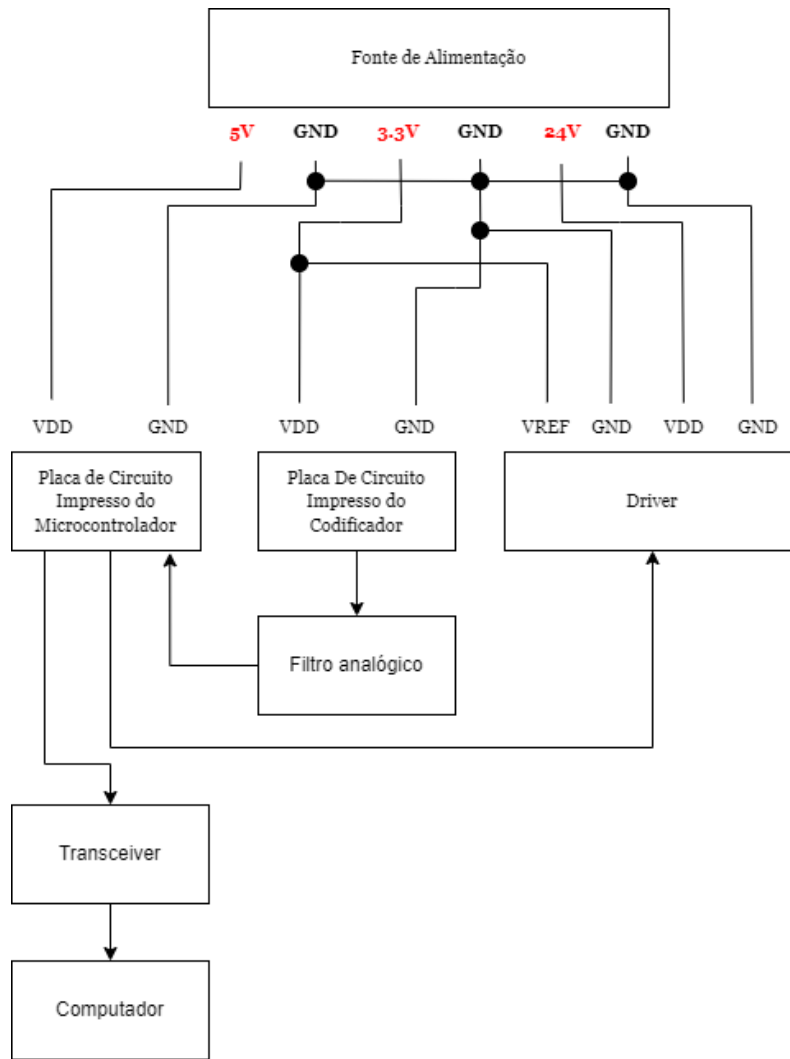 Fonte de Alimentação
5V GND 3.3V GND 24V GND
VDD GND VDD GND VREF GND VDD GND
Placa de Circuito
Impresso do
Microcontrolador
Placa De Circuito
Impresso do
Codificador
Driver
Filtro analógico
Transceiver
Computador